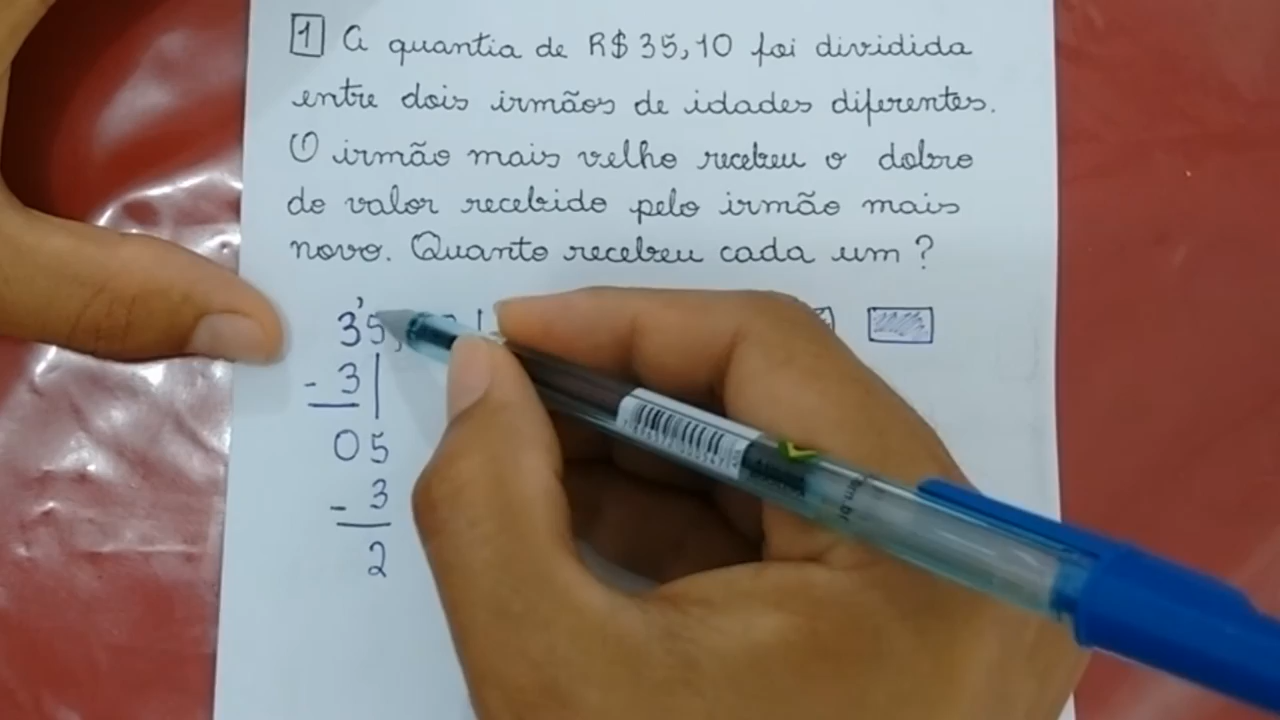 1 A quantia de R$ 35,10 foi dividida
entre dois irmãos de idades diferentes.
O irmão mais velho recebeu o dobro
do valor recebido pelo irmão mais
novo. Quanto recebeu cada um?
35,
- 3
05
- 3
2